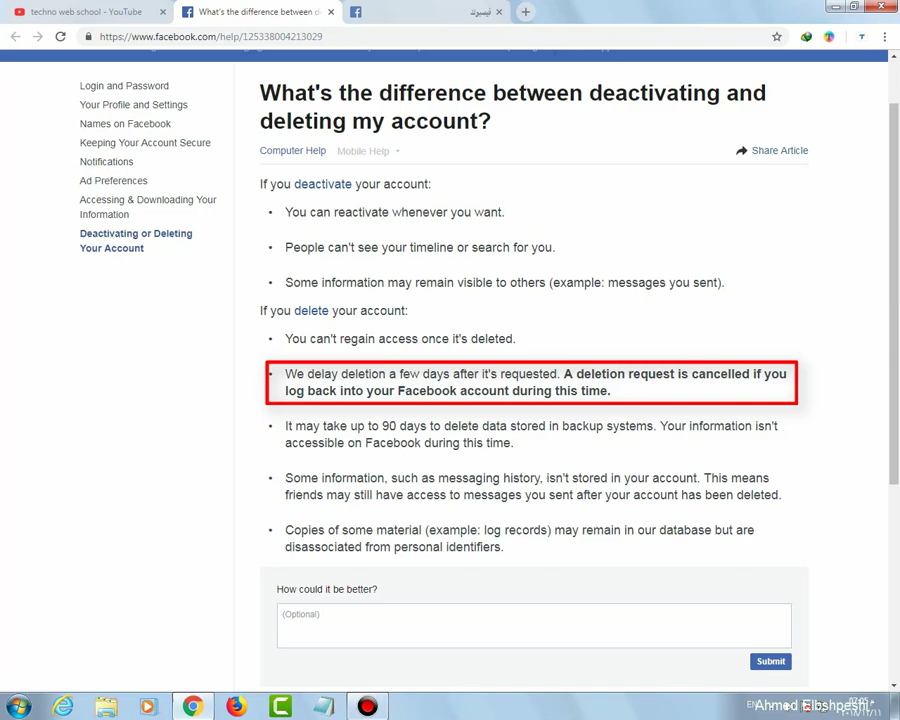 techno web school - YouTube
What's the difference between d
فيسبوك
https://www.facebook.com/help/125338004213029
Login and Password
Your Profile and Settings
Names on Facebook
Keeping Your Account Secure
Notifications
Ad Preferences
Accessing & Downloading Your
Information
Deactivating or Deleting
Your Account
What's the difference between deactivating and
deleting my account?
Computer Help Mobile Help
Share Article
If you deactivate your account:
• You can reactivate whenever you want.
• People can't see your timeline or search for you.
• Some information may remain visible to others (example: messages you sent).
If you delete your account:
• You can't regain access once it's deleted.
• We delay deletion a few days after it's requested. A deletion request is cancelled if you
log back into your Facebook account during this time.
• It may take up to 90 days to delete data stored in backup systems. Your information isn't
accessible on Facebook during this time.
• Some information, such as messaging history, isn't stored in your account. This means
friends may still have access to messages you sent after your account has been deleted.
• Copies of some material (example: log records) may remain in our database but are
disassociated from personal identifiers.
How could it be better?
(Optional)
Submit
EN
Ahmed Elbshpeshi